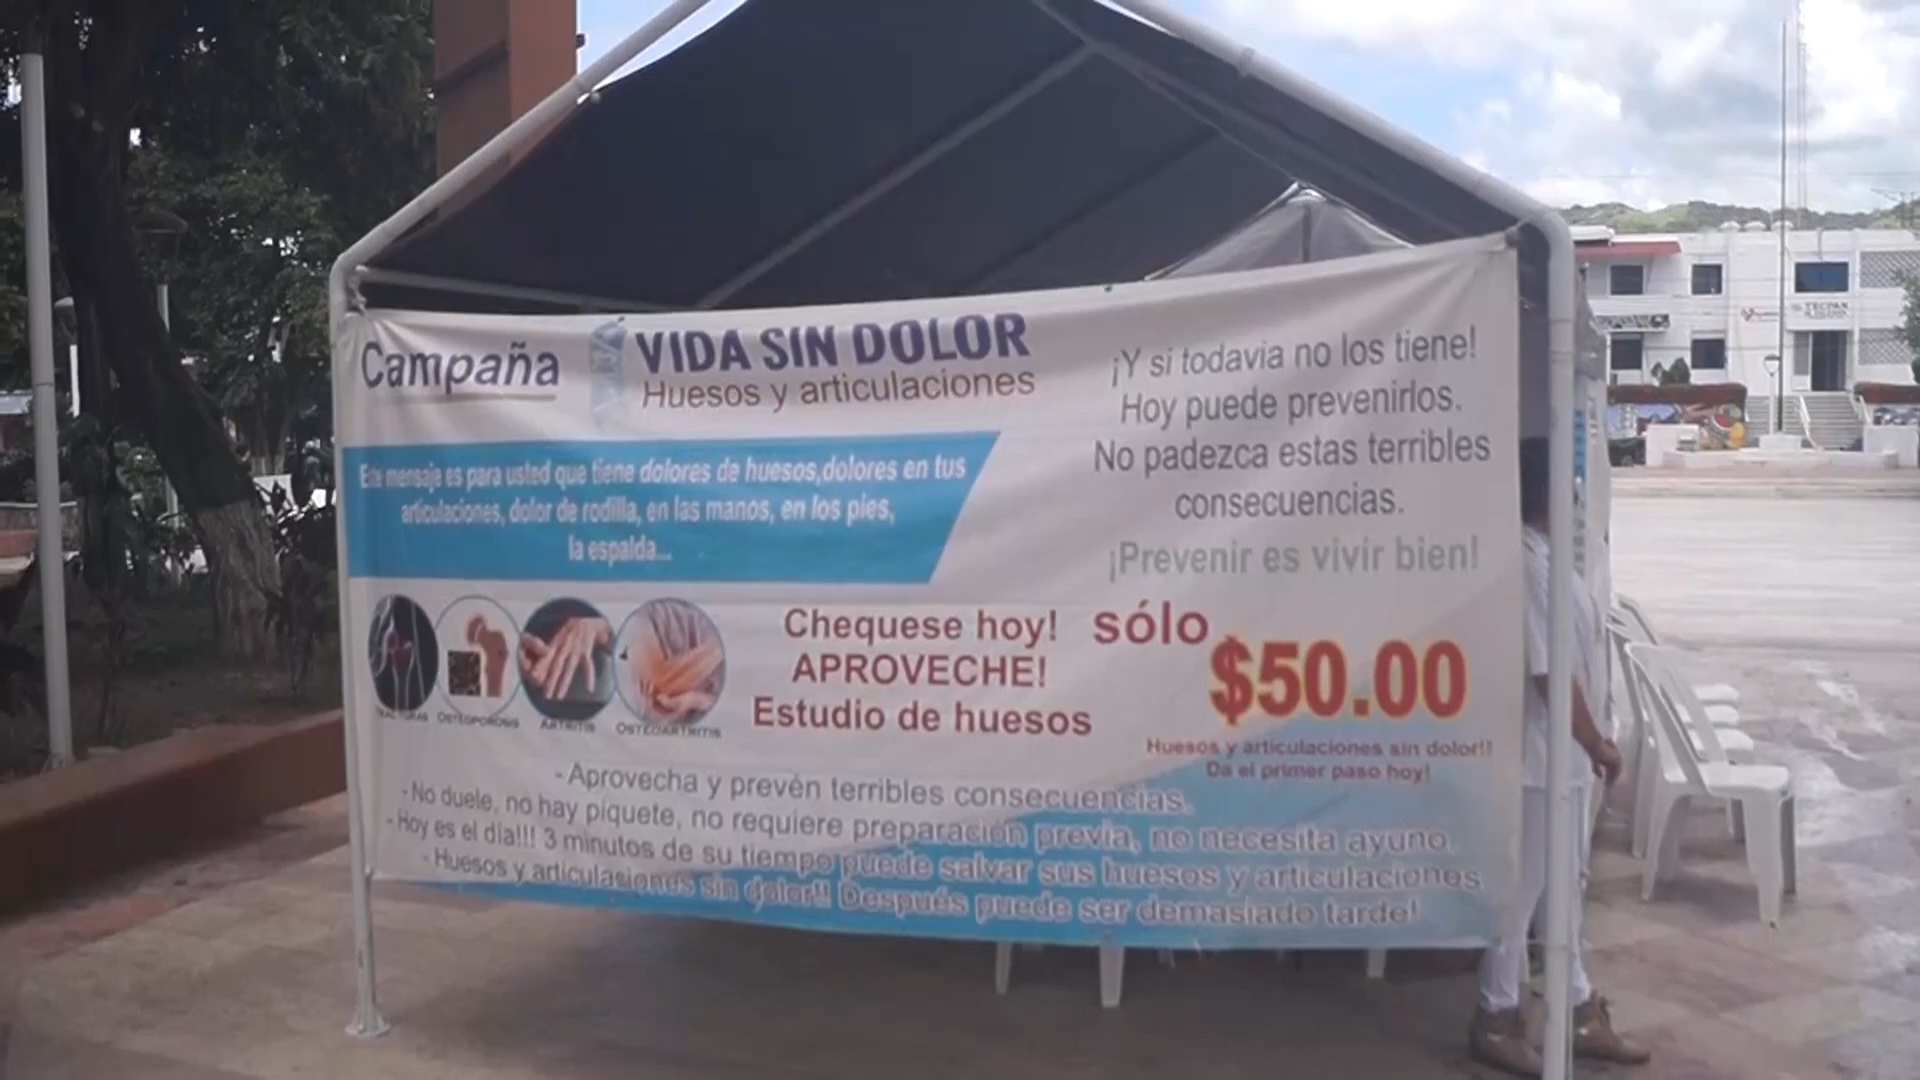 Campaña
VIDA SIN DOLOR
Huesos y articulaciones
Este mensaje es para usted que tiene dolores de huesos,dolores en tus
articulaciones, dolor de rodilla, en las manos, en los pies,
la espalda...
¡Y si todavia no los tiene!
Hoy puede prevenirlos.
No padezca estas terribles
consecuencias.
¡Prevenir es vivir bien!
OSTEOPOROSIS
ARTRITIS
OSTEOARTRITIS
Chequese hoy!
APROVECHE!
Estudio de huesos
sólo
$50.00
Huesos y articulaciones sin dolor!!
Da el primer paso hoy!
- Aprovecha y prevén terribles consecuencias.
- No duele, no hay piquete, no requiere preparación previa, no necesita ayuno.
- Hoy es el dia!!! 3 minutos de su tiempo puede salvar sus huesos y articulaciones
- Huesos y articulaciones sin dolor!! Después puede ser demasiado tarde!
TECPAN